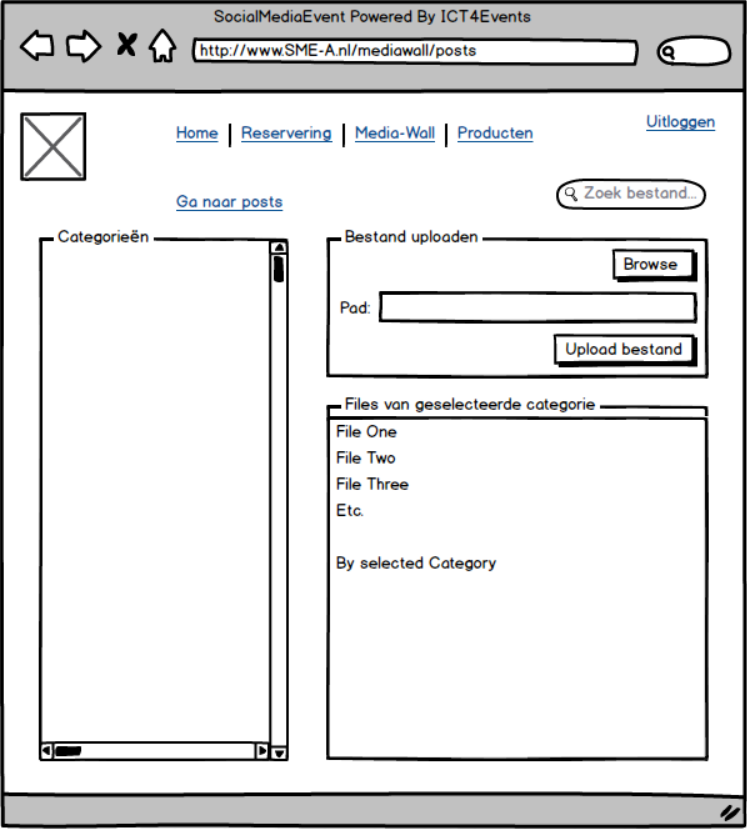 SocialMediaEvent Powered By ICT4Events
http://www.SME-A.nl/mediawall/posts
Uitloggen
Home | Reservering | Media-Wall | Producten
Zoek bestand...
Ga naar posts
Categorieën
Bestand uploaden
Browse
Pad:
Upload bestand
Files van geselecteerde categorie
File One
File Two
File Three
Etc.
By selected Category